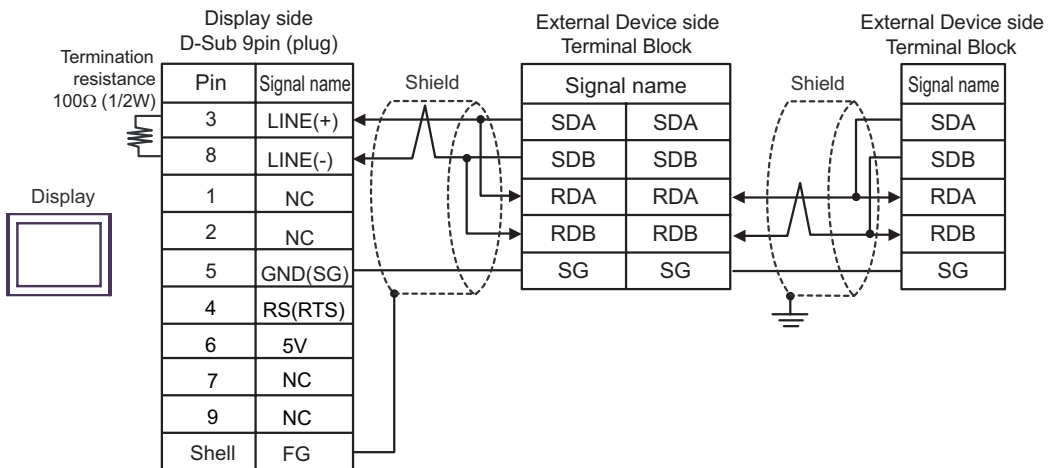 Display side
D-Sub 9pin (plug)
External Device side
Terminal Block
External Device side
Terminal Block
Termination
resistance
100Ω (1/2W)
Pin Signal name
Shield
Signal name
Shield
Signal name
3 LINE(+) SDA SDA SDA
8 LINE(-) SDB SDB SDB
Display
1 NC RDA RDA RDA
2 NC RDB RDB RDB
5 GND(SG) SG SG SG
4 RS(RTS)
6 5V
7 NC
9 NC
Shell FG